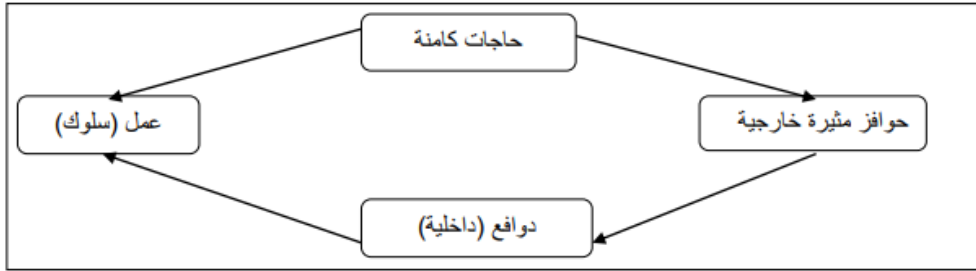 حاجات كامنة
حوافز مثيرة خارجية
عمل (سلوك)
دوافع (داخلية)